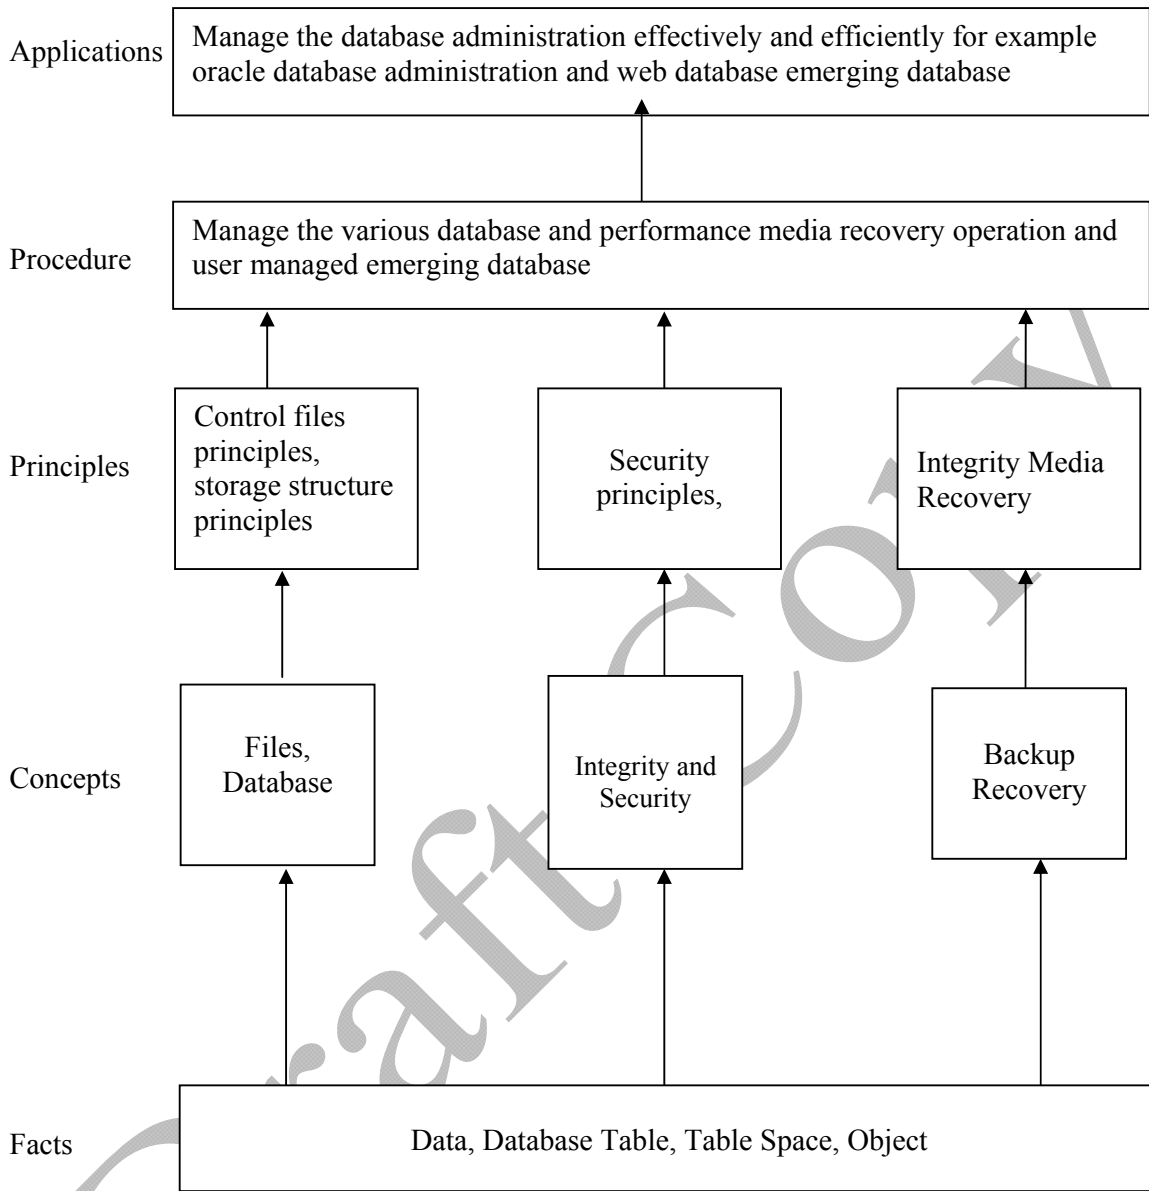 Applications
Manage the database administration effectively and efficiently for example
oracle database administration and web database emerging database
Procedure
Manage the various database and performance media recovery operation and
user managed emerging database
Principles
Control files
principles,
storage structure
principles
Security
principles,
Integrity Media
Recovery
Concepts
Files,
Database
Integrity and
Security
Backup
Recovery
Facts
Data, Database Table, Table Space, Object
Draft Copy